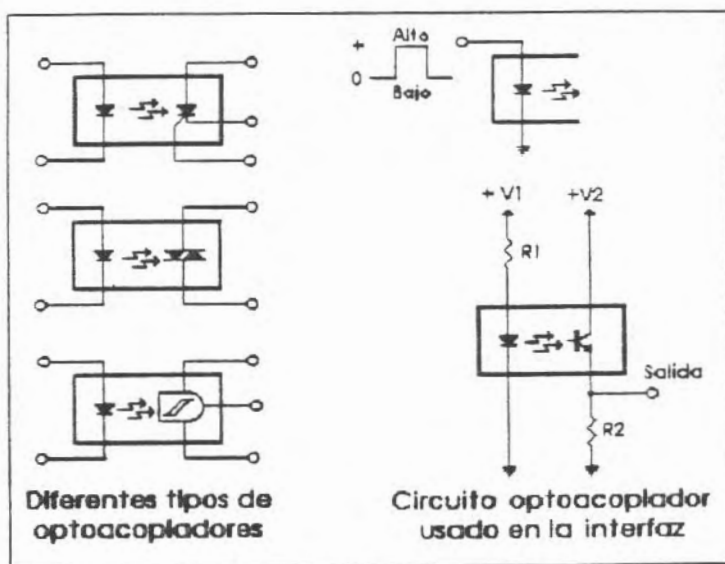 + Alto
0 Bajo
+ V1 +V2
R1
Salida
R2
Diferentes tipos de
optoacopladores
Circuito optoacoplador
usado en la interfaz